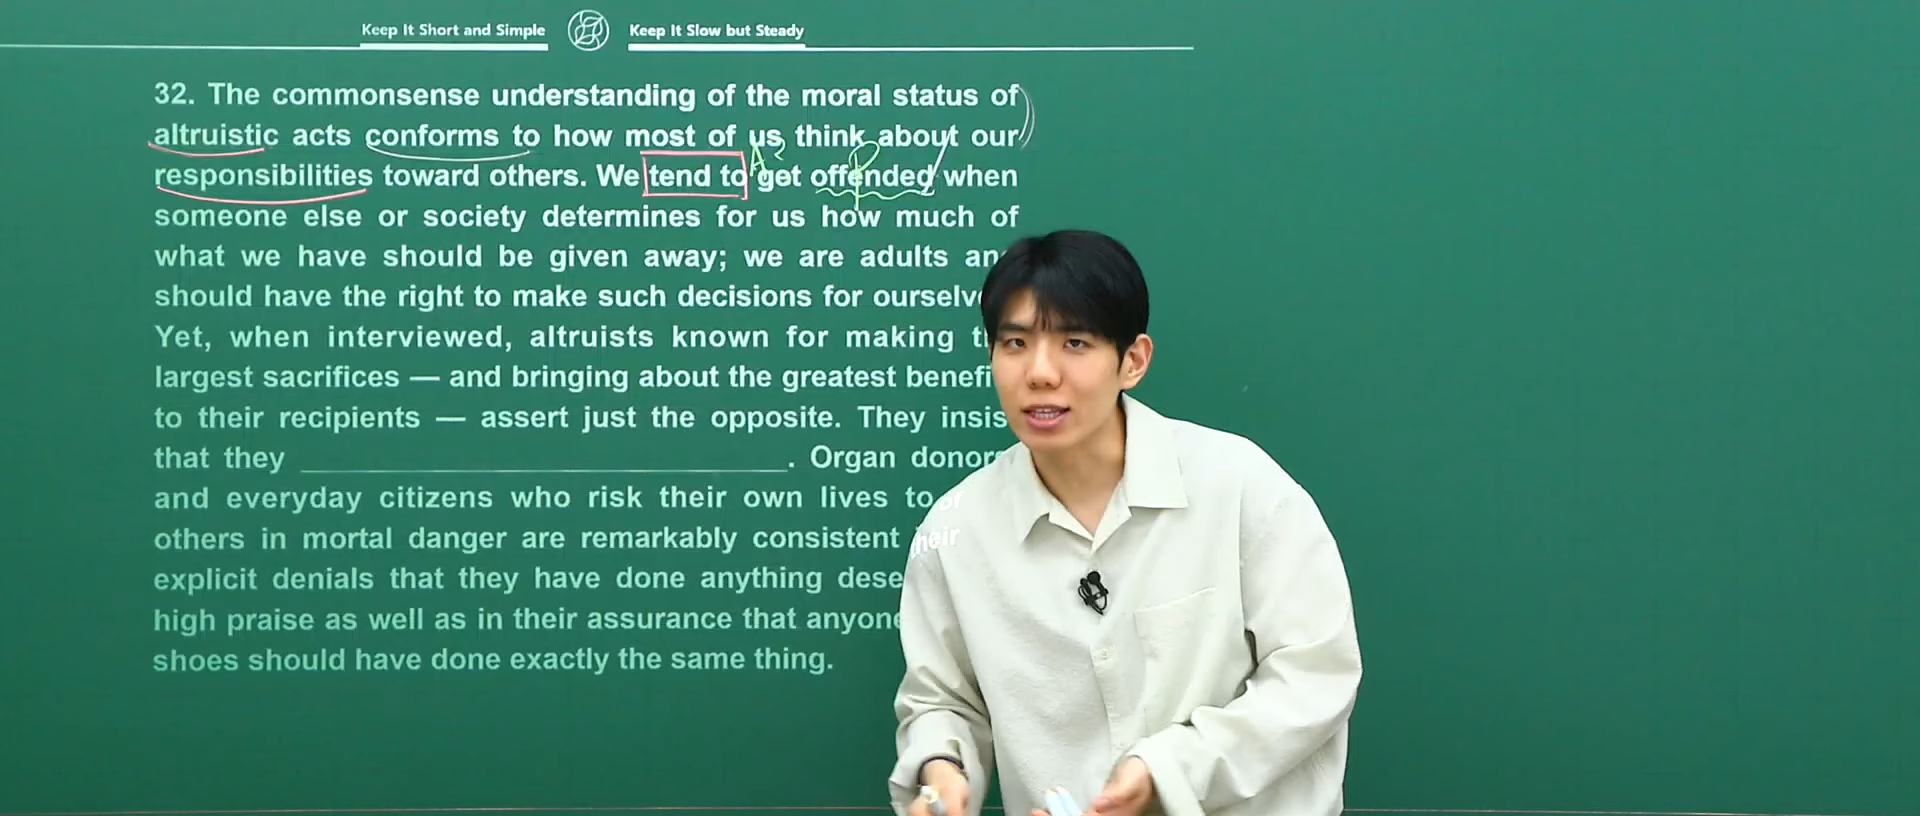 Keep It Short and Simple Keep It Slow but Steady
32. The commonsense understanding of the moral status of
altruistic acts conforms to how most of us think about our
responsibilities toward others. We tend to get offended when
someone else or society determines for us how much of
what we have should be given away; we are adults an
should have the right to make such decisions for ourselv
Yet, when interviewed, altruists known for making t
largest sacrifices — and bringing about the greatest benefi
to their recipients — assert just the opposite. They insis
that they ______________________________. Organ donors
and everyday citizens who risk their own lives to
others in mortal danger are remarkably consistent their
explicit denials that they have done anything dese
high praise as well as in their assurance that anyone
shoes should have done exactly the same thing.